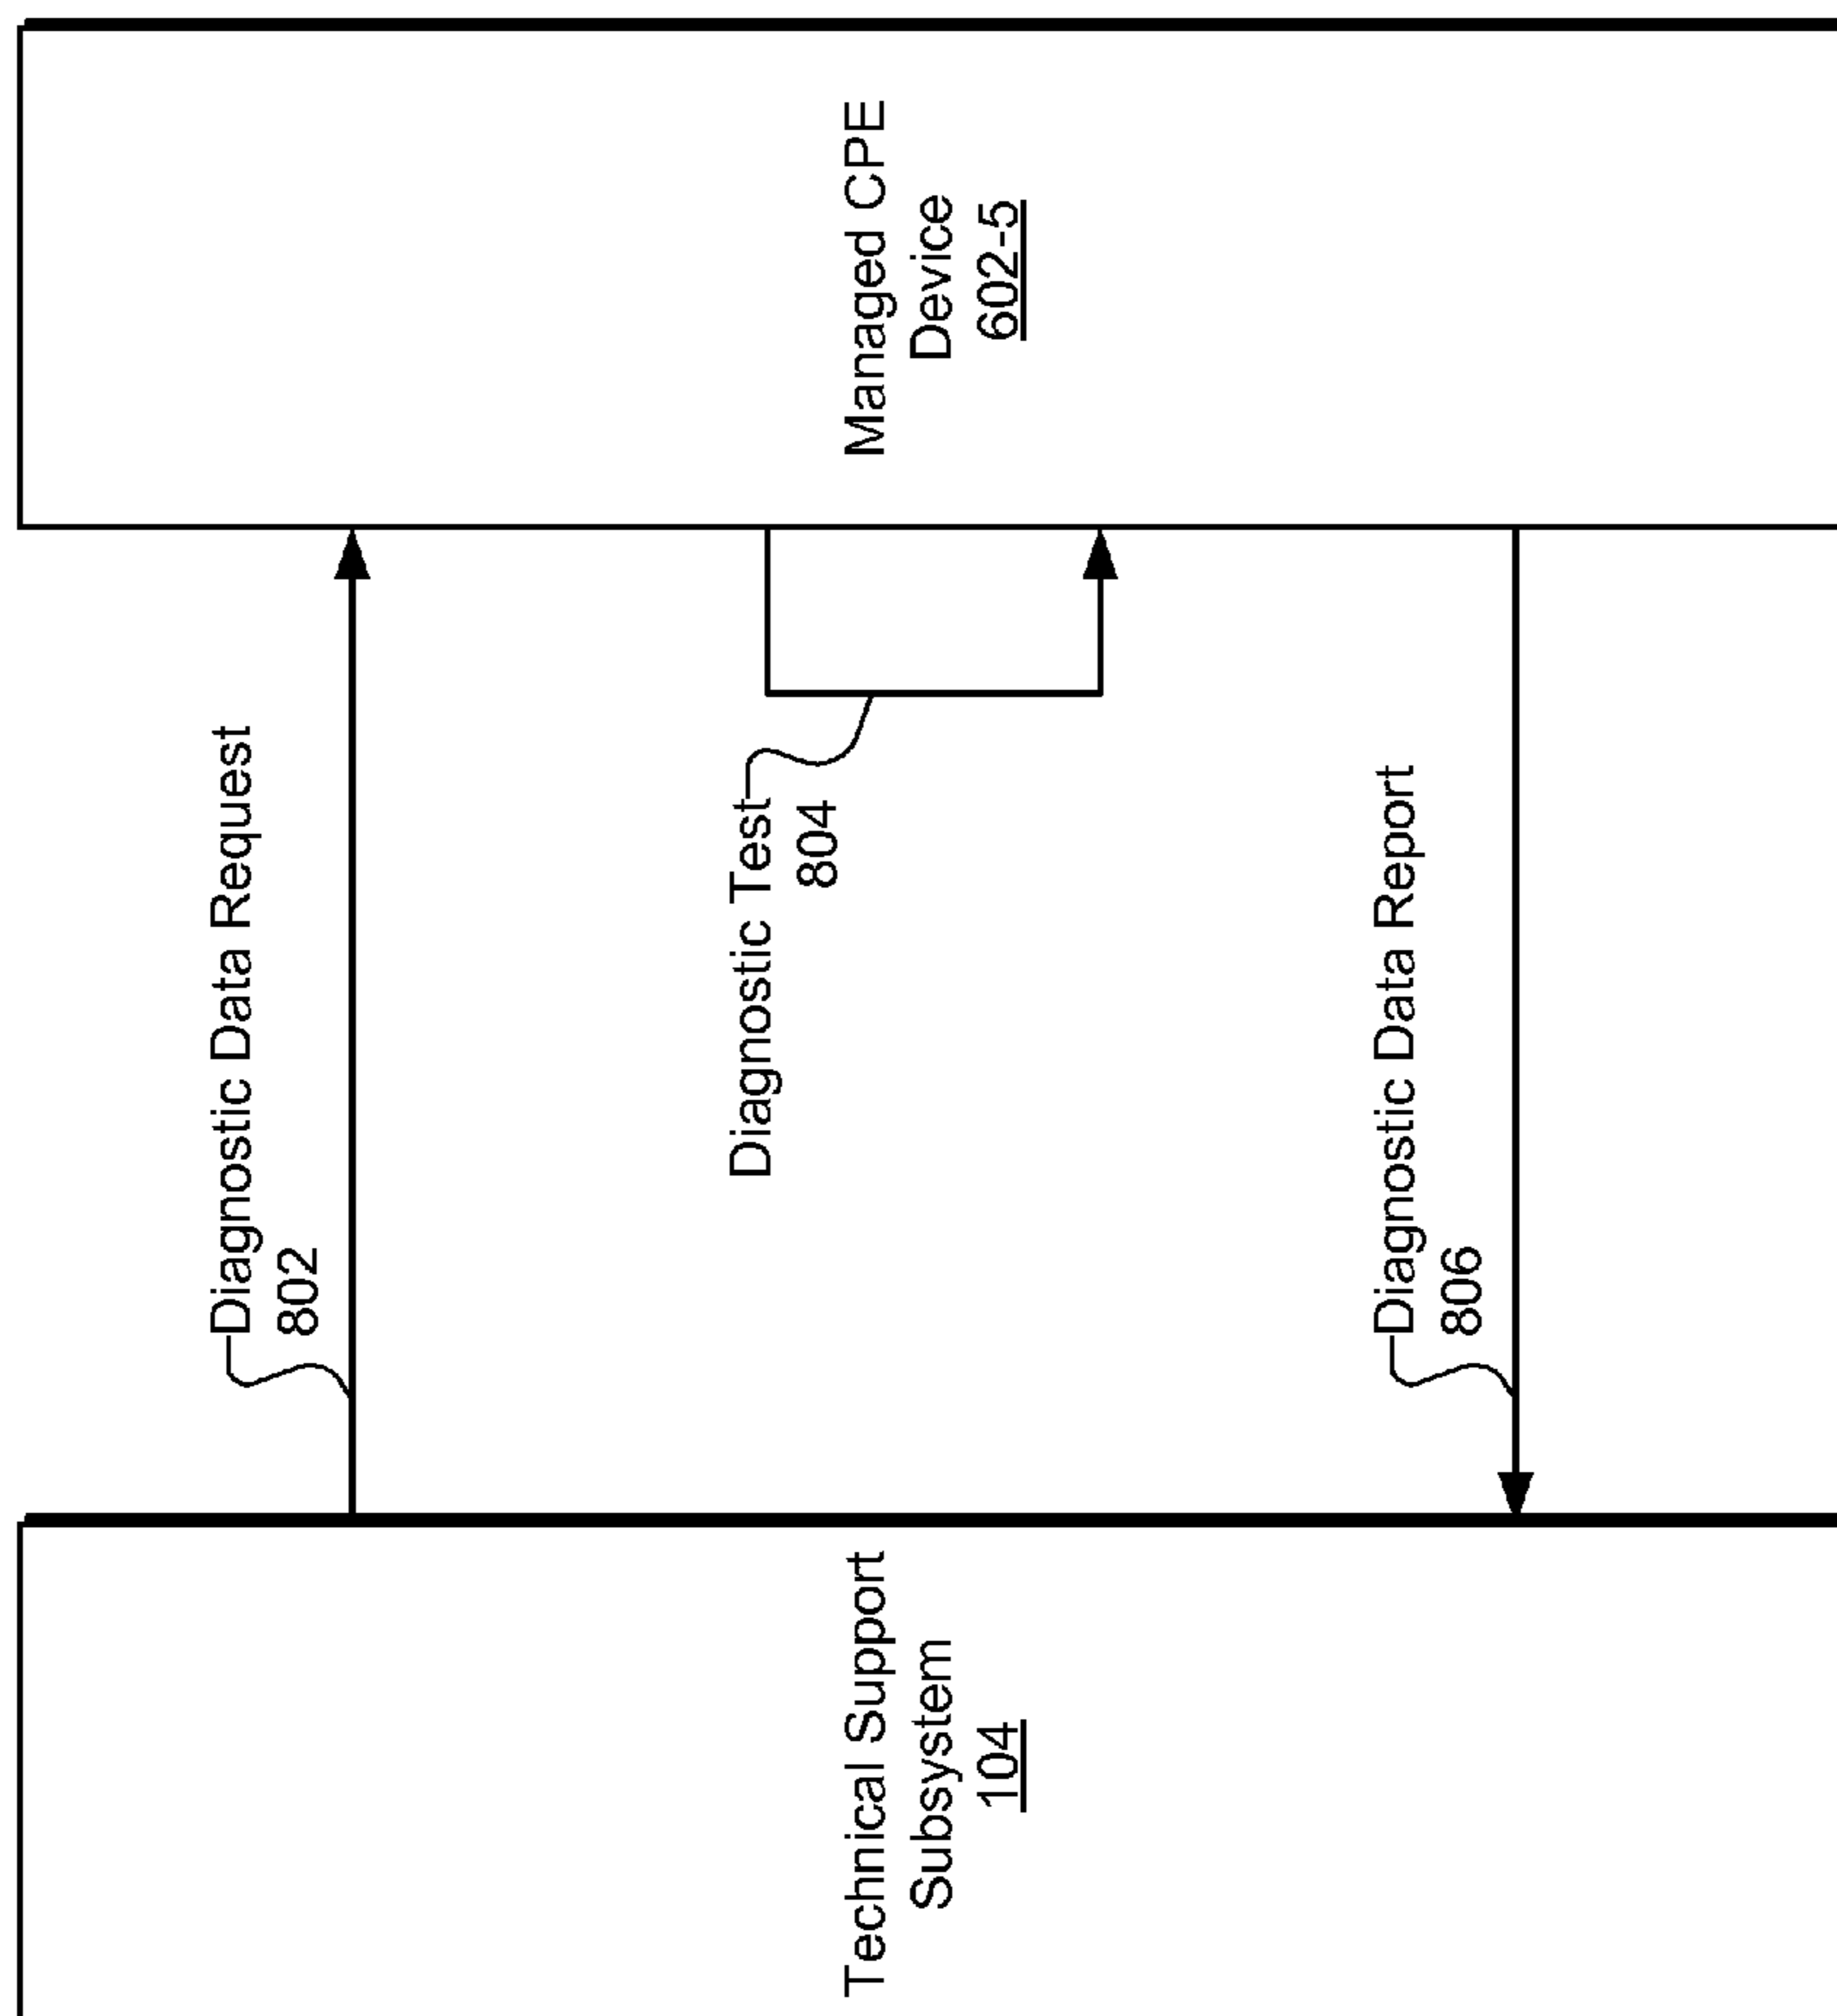 Diagnostic Data Request
802
Technical Support
Subsystem
104
Diagnostic Test
804
Managed CPE
Device
602-5
Diagnostic Data Report
806